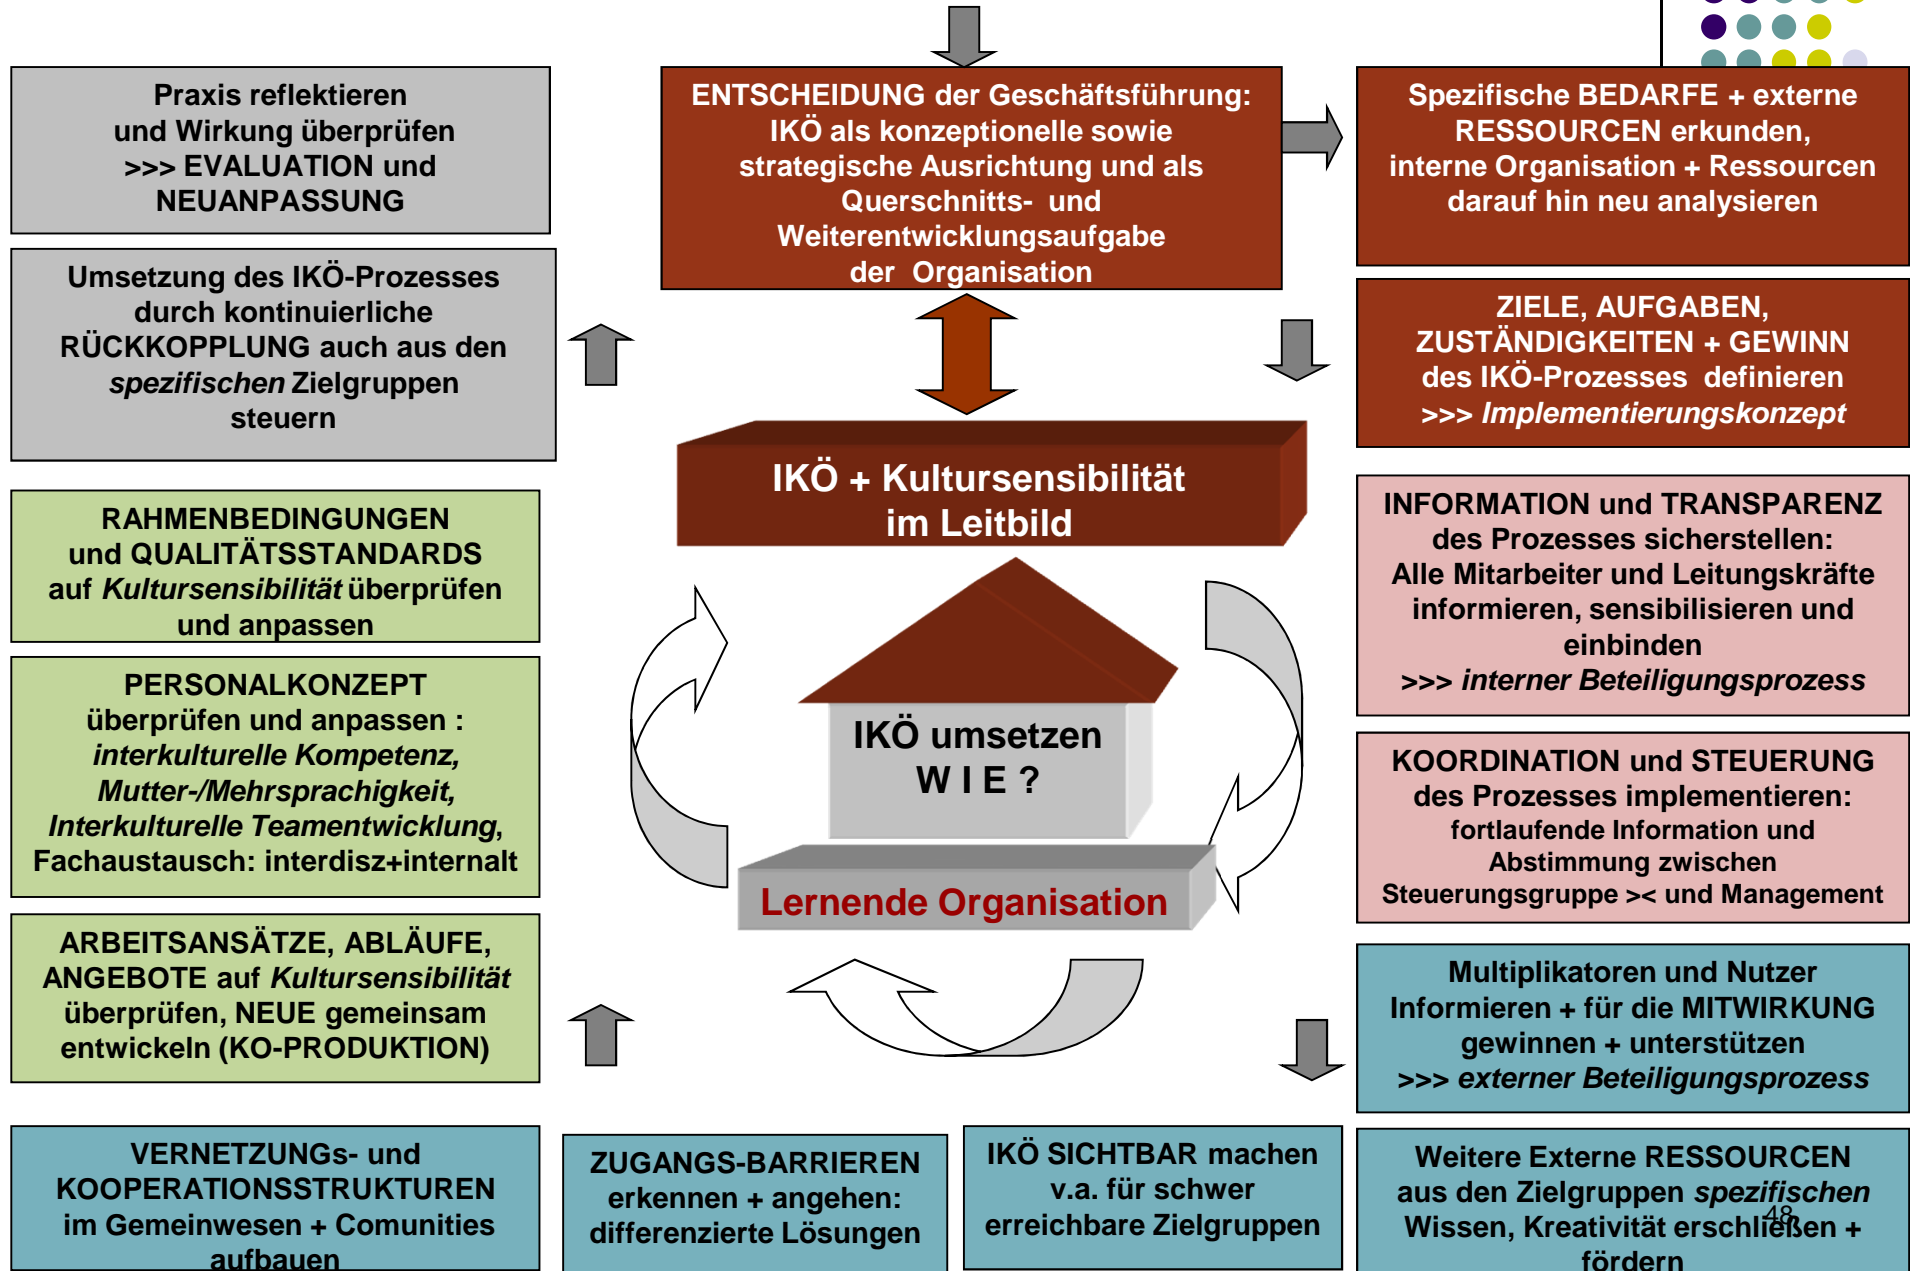 Praxis reflektieren
und Wirkung überprüfen
>>> EVALUATION und
NEUANPASSUNG
Umsetzung des IKÖ-Prozesses
durch kontinuierliche
RÜCKKOPPLUNG auch aus den
spezifischen Zielgruppen
steuern
RAHMENBEDINGUNGEN
und QUALITÄTSSTANDARDS
auf Kultursensibilität überprüfen
und anpassen
PERSONALKONZEPT
überprüfen und anpassen :
interkulturelle Kompetenz,
Mutter-/Mehrsprachigkeit,
Interkulturelle Teamentwicklung,
Fachaustausch: interdisz+internalt
ARBEITSANSÄTZE, ABLÄUFE,
ANGEBOTE auf Kultursensibilität
überprüfen, NEUE gemeinsam
entwickeln (KO-PRODUKTION)
VERNETZUNGs- und
KOOPERATIONSSTRUKTUREN
im Gemeinwesen + Comunities
aufbauen
ENTSCHEIDUNG der Geschäftsführung:
IKÖ als konzeptionelle sowie
strategische Ausrichtung und als
Querschnitts- und
Weiterentwicklungsaufgabe
der Organisation
IKÖ + Kultursensibilität
im Leitbild
IKÖ umsetzen
W I E ?
Lernende Organisation
ZUGANGS-BARRIEREN
erkennen + angehen:
differenzierte Lösungen
IKÖ SICHTBAR machen
v.a. für schwer
erreichbare Zielgruppen
Spezifische BEDARFE + externe
RESSOURCEN erkunden,
interne Organisation + Ressourcen
darauf hin neu analysieren
ZIELE, AUFGABEN,
ZUSTÄNDIGKEITEN + GEWINN
des IKÖ-Prozesses definieren
>>> Implementierungskonzept
INFORMATION und TRANSPARENZ
des Prozesses sicherstellen:
Alle Mitarbeiter und Leitungskräfte
informieren, sensibilisieren und
einbinden
>>> interner Beteiligungsprozess
KOORDINATION und STEUERUNG
des Prozesses implementieren:
fortlaufende Information und
Abstimmung zwischen
Steuerungsgruppe >< und Management
Multiplikatoren und Nutzer
Informieren + für die MITWIRKUNG
gewinnen + unterstützen
>>> externer Beteiligungsprozess
Weitere Externe RESSOURCEN
aus den Zielgruppen spezifischen
Wissen, Kreativität erschließen +
fördern
48